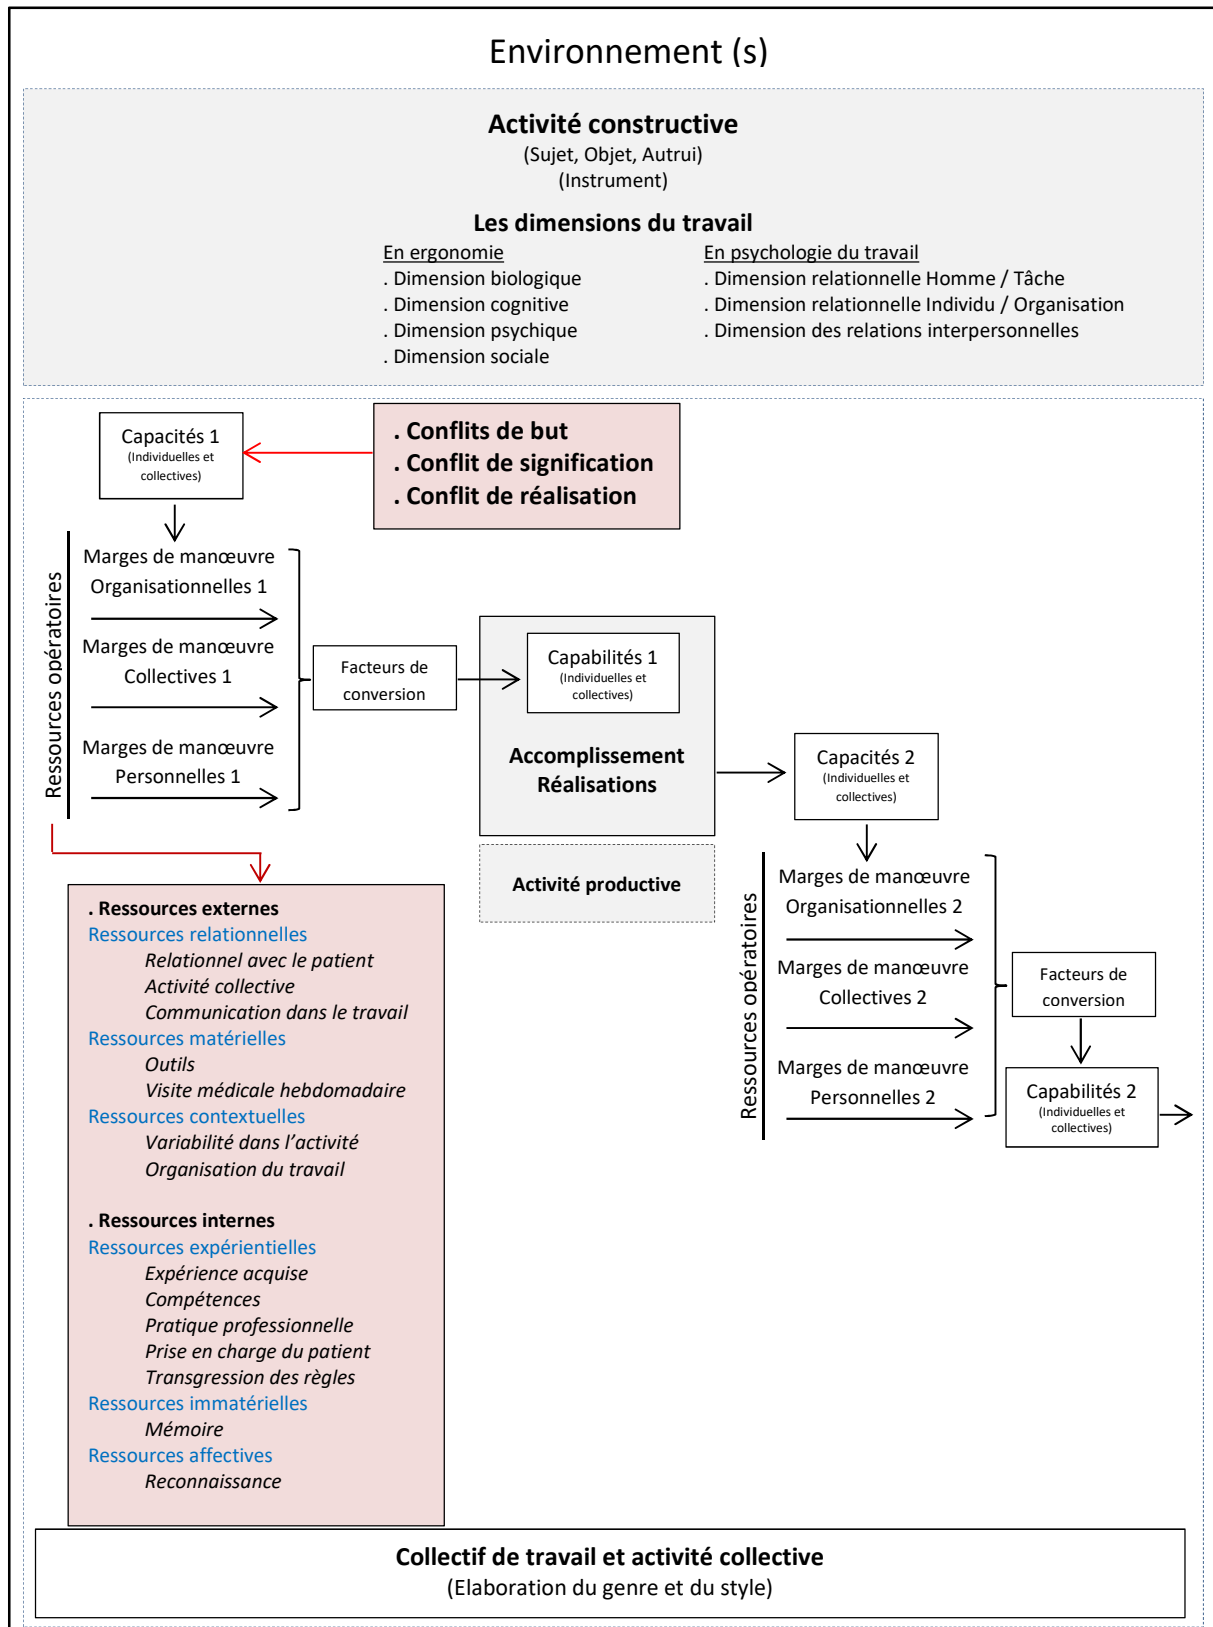 Environnement (s)
Activité constructive
(Sujet, Objet, Autrui)
(Instrument)
Les dimensions du travail
En ergonomie
. Dimension biologique
. Dimension cognitive
. Dimension psychique
. Dimension sociale
En psychologie du travail
. Dimension relationnelle Homme / Tâche
. Dimension relationnelle Individu / Organisation
. Dimension des relations interpersonnelles
Capacités 1
(Individuelles et
collectives)
. Conflits de but
. Conflit de signification
. Conflit de réalisation
Ressources opératoires
Marges de manœuvre
Organisationnelles 1
Marges de manœuvre
Collectives 1
Marges de manœuvre
Personnelles 1
Facteurs de
conversion
Capabilités 1
(Individuelles et
collectives)
Accomplissement
Réalisations
Activité productive
Capacités 2
(Individuelles et
collectives)
Ressources opératoires
Marges de manœuvre
Organisationnelles 2
Marges de manœuvre
Collectives 2
Marges de manœuvre
Personnelles 2
Facteurs de
conversion
Capabilités 2
(Individuelles et
collectives)
. Ressources externes
Ressources relationnelles
Relationnel avec le patient
Activité collective
Communication dans le travail
Ressources matérielles
Outils
Visite médicale hebdomadaire
Ressources contextuelles
Variabilité dans l’activité
Organisation du travail
. Ressources internes
Ressources expérientielles
Expérience acquise
Compétences
Pratique professionnelle
Prise en charge du patient
Transgression des règles
Ressources immatérielles
Mémoire
Ressources affectives
Reconnaissance
Collectif de travail et activité collective
(Elaboration du genre et du style)